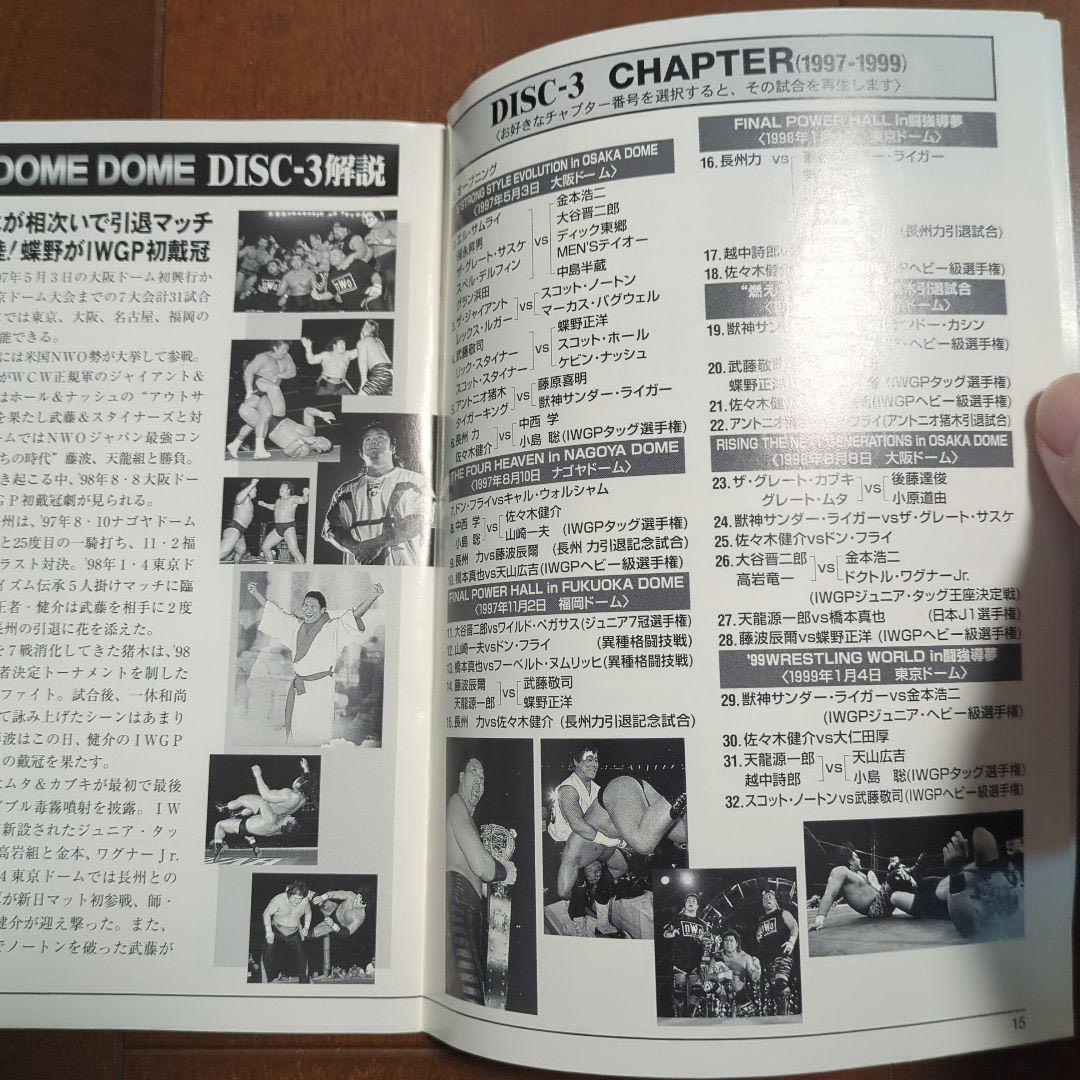 DOME DOME DISC-3解説
が相次いで引退マッチ
!蝶野がIWGP初戴冠
97年5月3日の大阪ドーム初興行か
京ドーム大会までの7大会計31試合
では東京、大阪、名古屋、福岡の
能できる。
には米国NWO勢が大挙して参戦。
がWCW正規軍のジャイアント&
はホール&ナッシュの“アウトサ
を果たし武藤&スタイナーズと対
ームではNWOジャパン最強コン
ちの時代”藤波、天龍組と勝負。
き起こる中、'98年8・8大阪ドー
GP初戴冠劇が見られる。
州は、'97年8・10ナゴヤドーム
と25度目の一騎打ち、11・2福
ラスト対決。'98年1・4東京ド
イズム伝承5人掛けマッチに臨
王者・健介は武藤を相手に2度
長州の引退に花を添えた。
を7戦消化してきた猪木は、'98
者決定トーナメントを制した
ファイト。試合後、一休和尚
て詠み上げたシーンはあまり
波はこの日、健介のIWGP
の戴冠を果たす。
ムタ&カブキが最初で最後
ブル毒霧噴射を披露。IW
新設されたジュニア・タッ
高岩組と金本、ワグナーJr.
4東京ドームでは長州との
が新日マット初参戦、師・
健介が迎え撃った。また、
でノートンを破った武藤が
DISC-3 CHAPTER(1997-1999)
〈お好きなチャプター番号を選択すると、その試合を再生します〉
オープニング
STRONG STYLE EVOLUTION in OSAKA DOME
〈1997年5月3日 大阪ドーム〉
エル・サムライ
保永昇男
ザ・グレート・サスケ
スペル・デルフィン
グラン浜田
vs
金本浩二
大谷晋二郎
ディック東郷
MEN'Sテイオー
中島半蔵
3.ザ・ジャイアント
レックス・ルガー
vs
スコット・ノートン
マーカス・バグウェル
4.武藤敬司
リック・スタイナー
スコット・スタイナー
vs
蝶野正洋
スコット・ホール
ケビン・ナッシュ
5.アントニオ猪木
タイガーキング
vs
藤原喜明
獣神サンダー・ライガー
6.長州 力
佐々木健介
vs
中西 学
小島 聡(IWGPタッグ選手権)
THE FOUR HEAVEN in NAGOYA DOME
〈1997年8月10日 ナゴヤドーム〉
7.ドン・フライvsキャル・ウォルシャム
8.中西 学
小島 聡
vs
佐々木健介
山崎一夫 (IWGPタッグ選手権)
9.長州 力vs藤波辰爾 (長州 力引退記念試合)
10.橋本真也vs天山広吉(IWGPヘビー級選手権)
FINAL POWER HALL in FUKUOKA DOME
〈1997年11月2日 福岡ドーム〉
11.大谷晋二郎vsワイルド・ペガサス(ジュニア7冠選手権)
12.山崎一夫vsドン・フライ (異種格闘技戦)
13.橋本真也vsフーベルト・ヌムリッヒ(異種格闘技戦)
14.藤波辰爾
天龍源一郎
vs
武藤敬司
蝶野正洋
15.長州 力vs佐々木健介 (長州力引退記念試合)
FINAL POWER HALL in闘強導夢
〈1998年1月4日 東京ドーム〉
16.長州力 vs
ー・ライガー
(長州力引退試合)
17.越中詩郎
18.佐々木健介
GPヘビー級選手権)
“燃え
木引退試合
ドーム〉
19.獣神サンダ
ンドー・カシン
ヘビー級選手権)
20.武藤敬司
蝶野正洋
(IWGPタッグ選手権)
21.佐々木健
(IWGPヘビー級選手権)
22.アントニオ猪
フライ(アントニオ猪木引退試合)
RISING THE NEXT GENERATIONS in OSAKA DOME
〈1998年8月8日 大阪ドーム〉
23.ザ・グレート・カブキ
グレート・ムタ
vs
後藤達俊
小原道由
24.獣神サンダー・ライガーvsザ・グレート・サスケ
25.佐々木健介vsドン・フライ
26.大谷晋二郎
高岩竜一
vs
金本浩二
ドクトル・ワグナーJr.
(IWGPジュニア・タッグ王座決定戦)
27.天龍源一郎vs橋本真也 (日本J1選手権)
28.藤波辰爾vs蝶野正洋 (IWGPヘビー級選手権)
'99WRESTLING WORLD in闘強導夢
〈1999年1月4日 東京ドーム〉
29.獣神サンダー・ライガーvs金本浩二
(IWGPジュニア・ヘビー級選手権)
30.佐々木健介vs大仁田厚
31.天龍源一郎
越中詩郎
vs
天山広吉
小島 聡(IWGPタッグ選手権)
32.スコット・ノートンvs武藤敬司(IWGPヘビー級選手権)
15